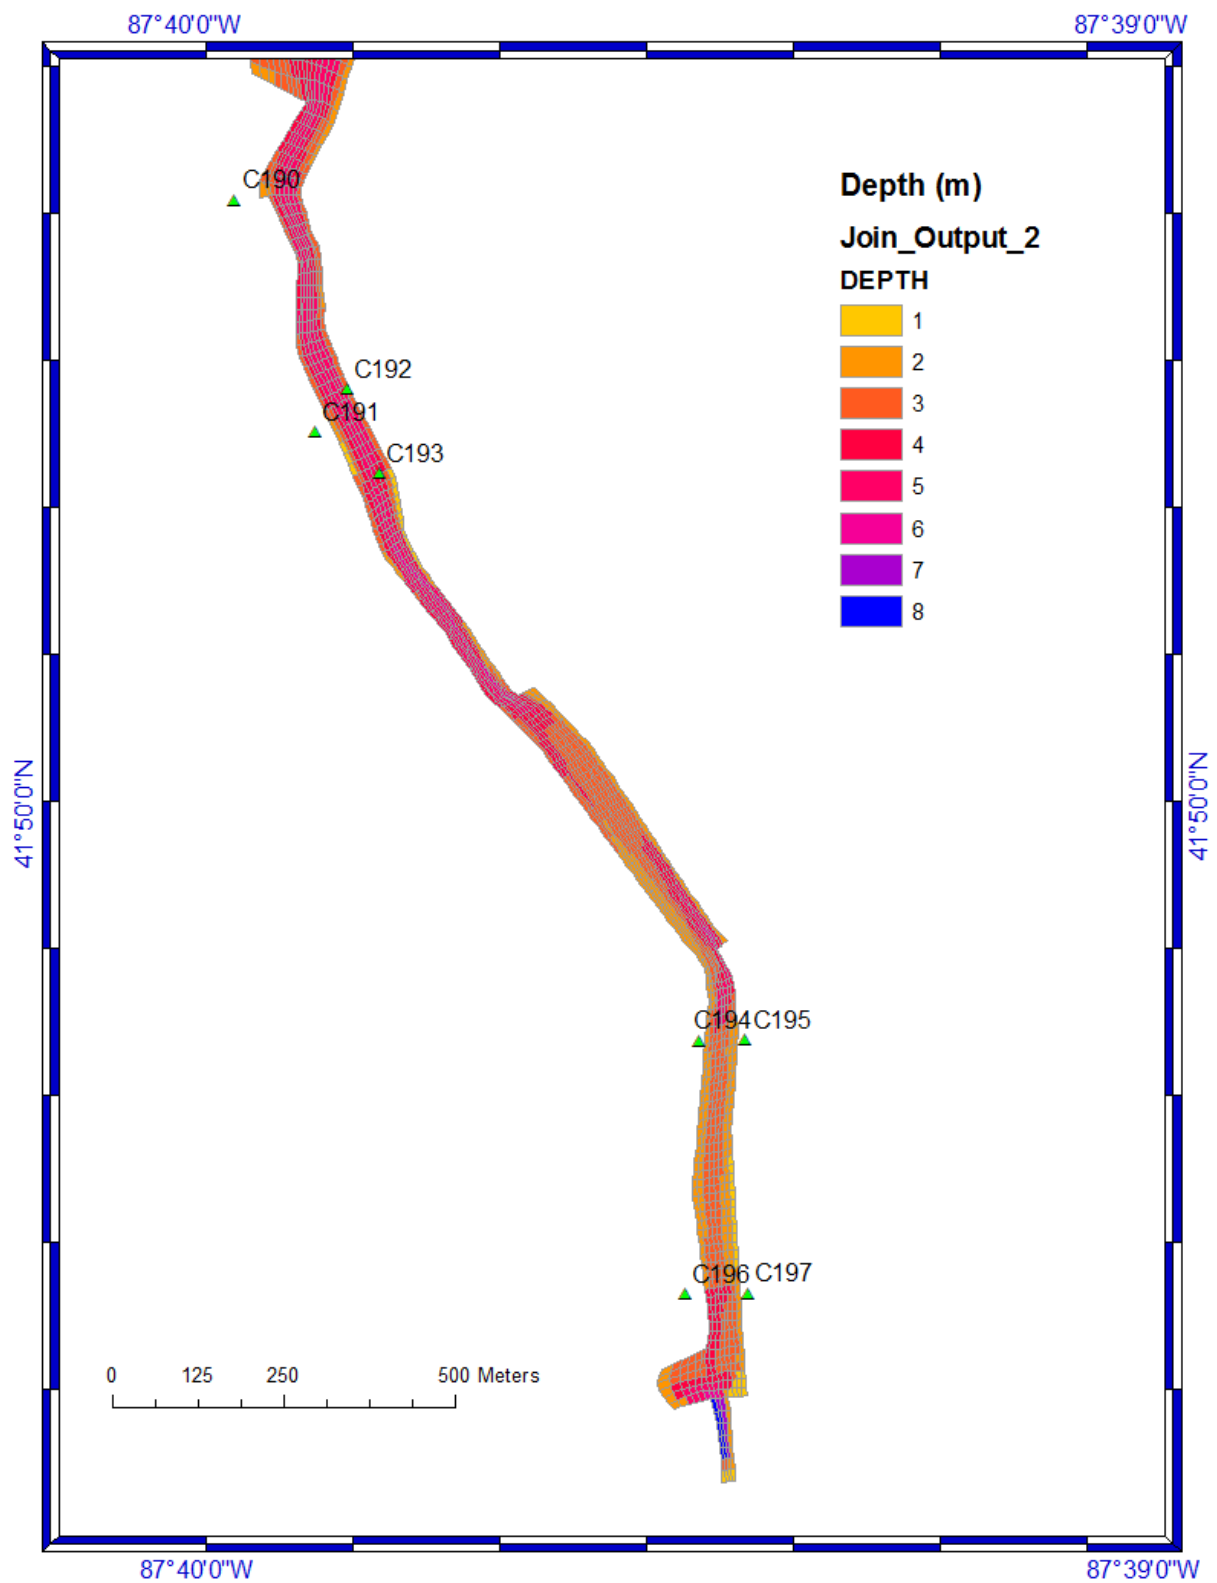 87°40'0"W 87°39'0"W
Depth (m)
C190
Join_Output_2
DEPTH
1
2
C192
3
C191
4
C193
5
6
7
8
41°50'0"N 41°50'0"N
C194 C195
C196 C197
0 125 250 500 Meters
87°40'0"W 87°39'0"W